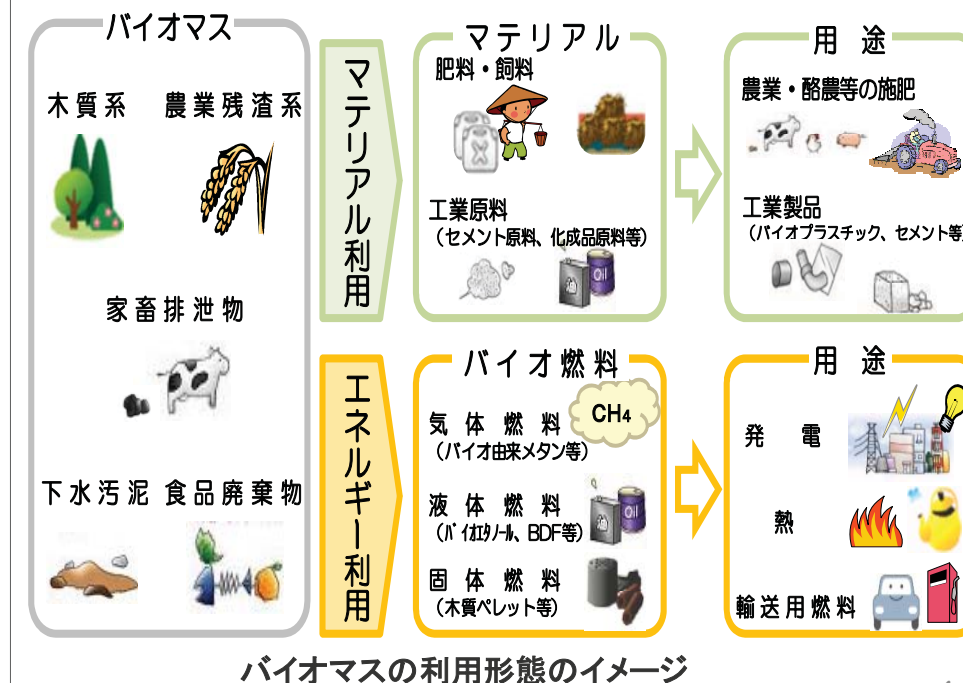 バイオマス
木質系 農業残渣系
家畜排泄物
下水汚泥 食品廃棄物
マテリアル利用
マテリアル
肥料・飼料
工業原料
（セメント原料、化成品原料等）
Oil
用途
農業・酪農等の施肥
工業製品
（バイオプラスチック、セメント等）
エネルギー利用
バイオ燃料
CH4
気体燃料
（バイオ由来メタン等）
液体燃料
（バイオエタノール、BDF等）
Oil
固体燃料
（木質ペレット等）
用途
発電
熱
輸送用燃料
バイオマスの利用形態のイメージ